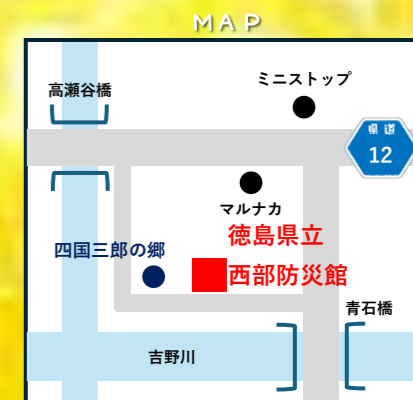 MAP
高瀬谷橋
ミニストップ
県道
12
マルナカ
徳島県立
四国三郎の郷
西部防災館
青石橋
吉野川